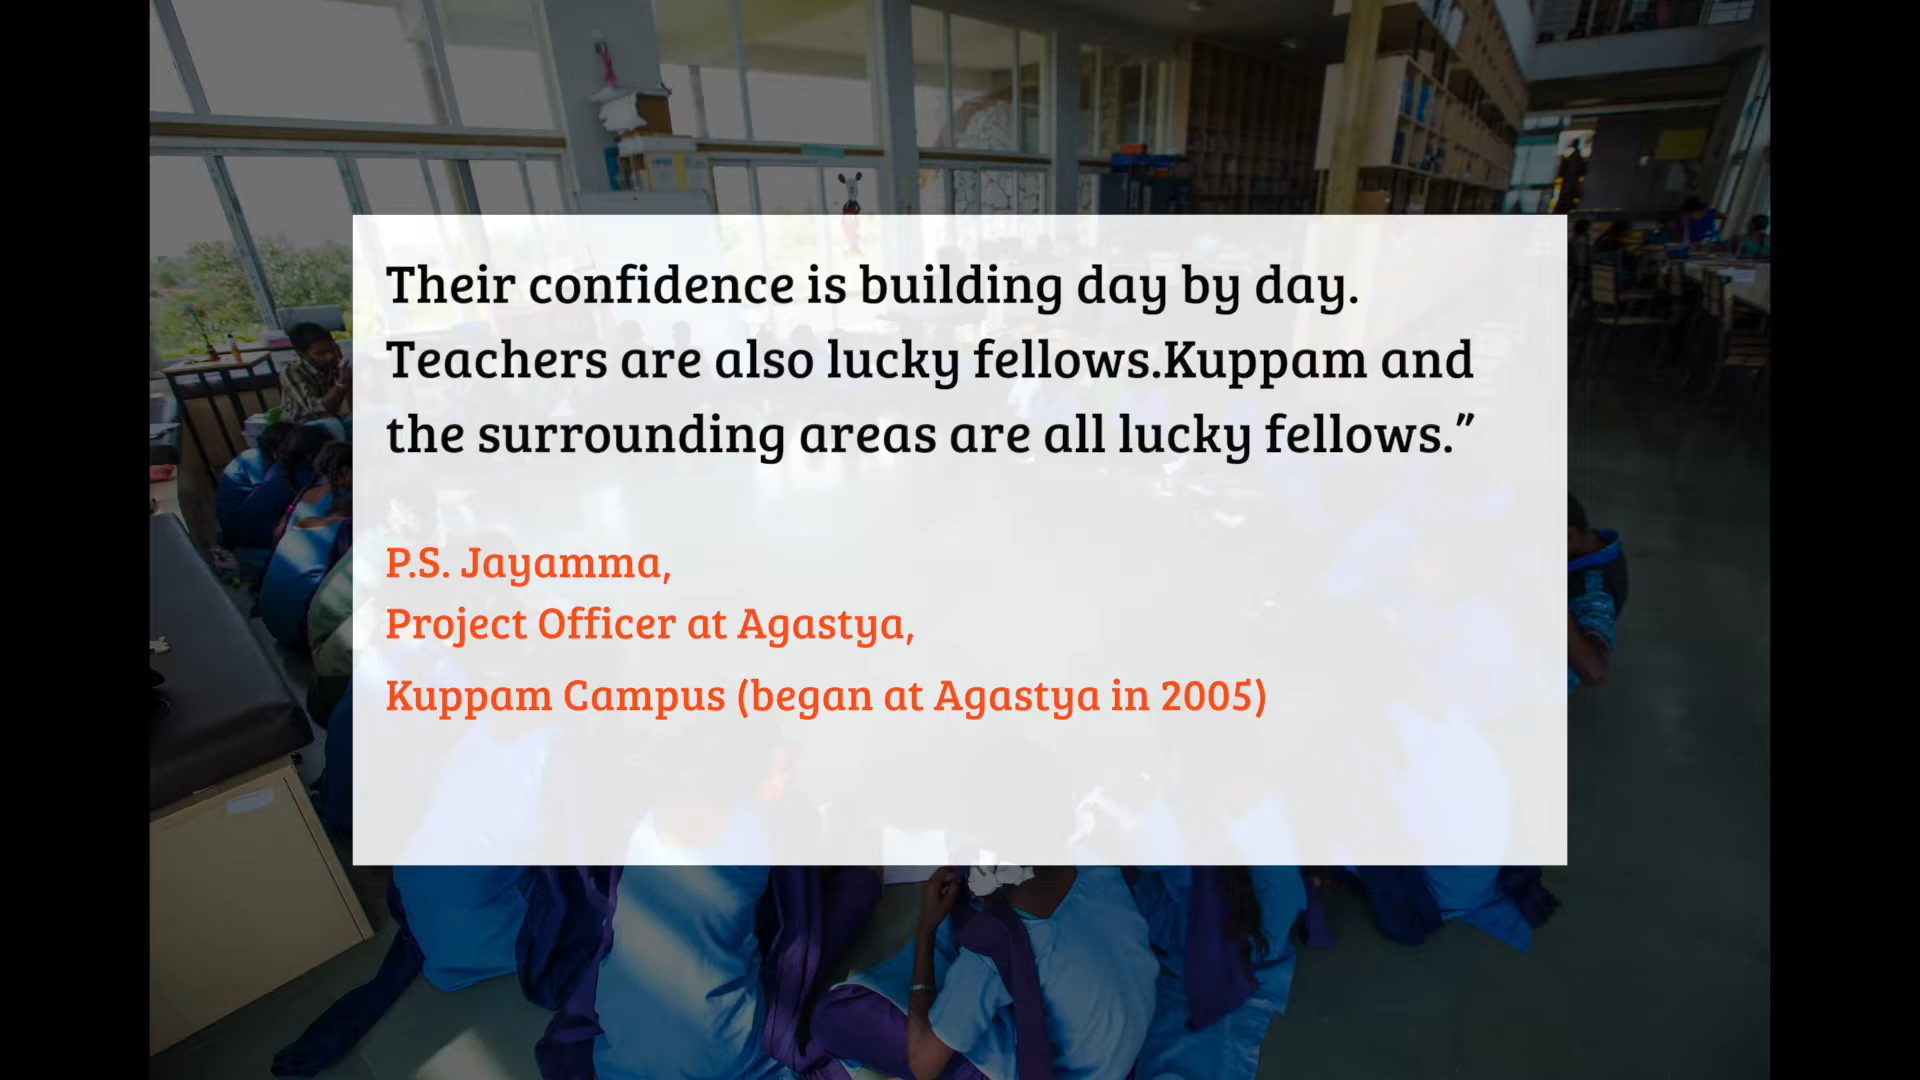 Their confidence is building day by day.
Teachers are also lucky fellows.Kuppam and
the surrounding areas are all lucky fellows.”
P.S. Jayamma,
Project Officer at Agastya,
Kuppam Campus (began at Agastya in 2005)